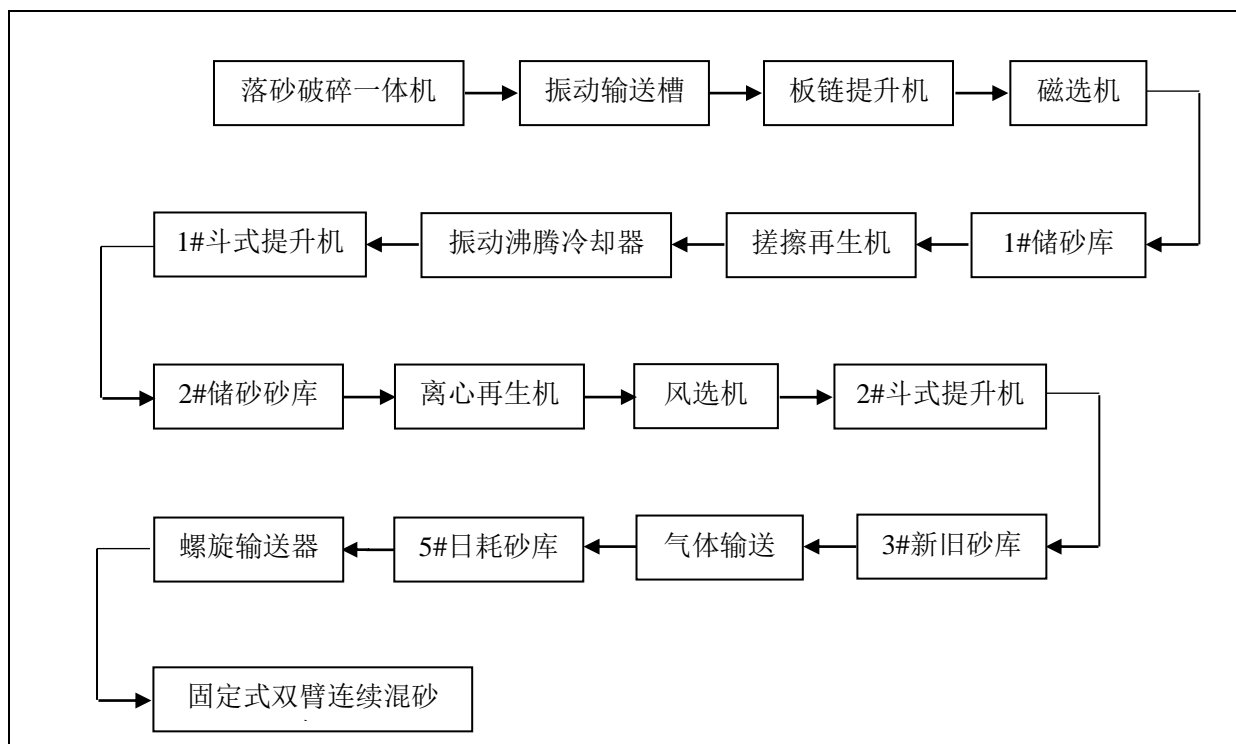 落砂破碎一体机
振动输送槽
板链提升机
磁选机
1#储砂库
搓擦再生机
振动沸腾冷却器
1#斗式提升机
2#储砂砂库
离心再生机
风选机
2#斗式提升机
3#新旧砂库
气体输送
5#日耗砂库
螺旋输送器
固定式双臂连续混砂